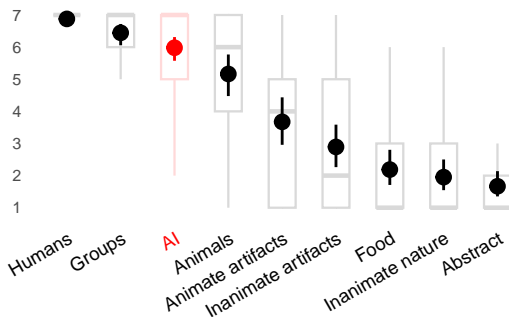 7
6
5
4
3
2
1
Humans
Groups
AI
Animals
Animate artifacts
Inanimate artifacts
Food
Inanimate nature
Abstract